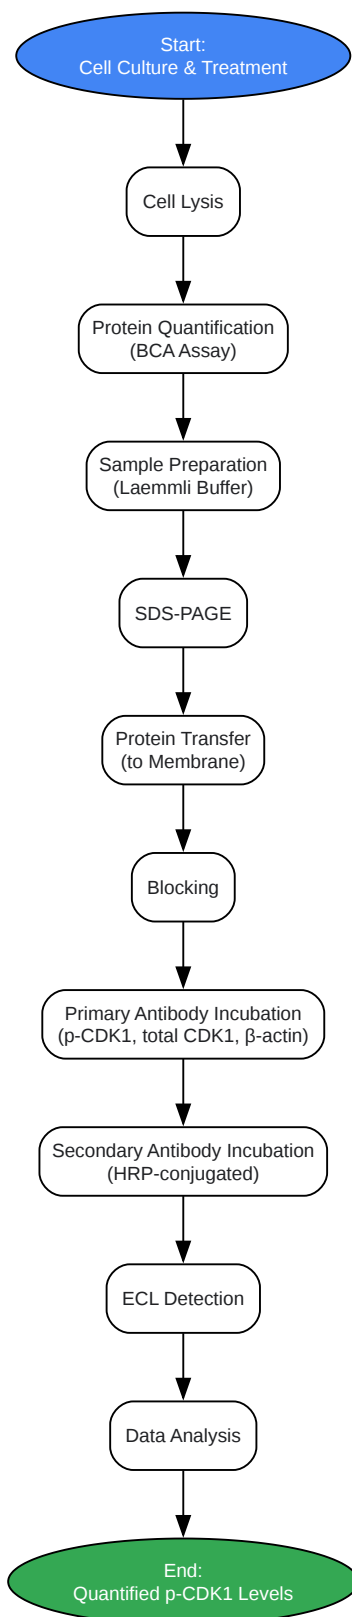 Start:
Cell Culture & Treatment
Cell Lysis
Protein Quantification
(BCA Assay)
Sample Preparation
(Laemmli Buffer)
SDS-PAGE
Protein Transfer
(to Membrane)
Blocking
Primary Antibody Incubation
(p-CDK1, total CDK1, β-actin)
Secondary Antibody Incubation
(HRP-conjugated)
ECL Detection
Data Analysis
End:
Quantified p-CDK1 Levels